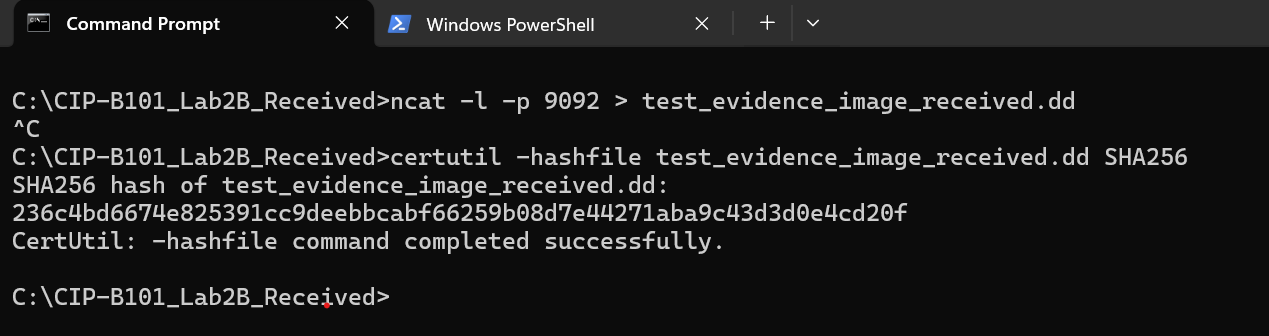 Command Prompt
Windows PowerShell
C:\CIP-B101_Lab2B_Received>ncat -l -p 9092 > test_evidence_image_received.dd
^C
C:\CIP-B101_Lab2B_Received>certutil -hashfile test_evidence_image_received.dd SHA256
SHA256 hash of test_evidence_image_received.dd:
236c4bd6674e825391cc9deebbcabf66259b08d7e44271aba9c43d3d0e4cd20f
CertUtil: -hashfile command completed successfully.
C:\CIP-B101_Lab2B_Received>